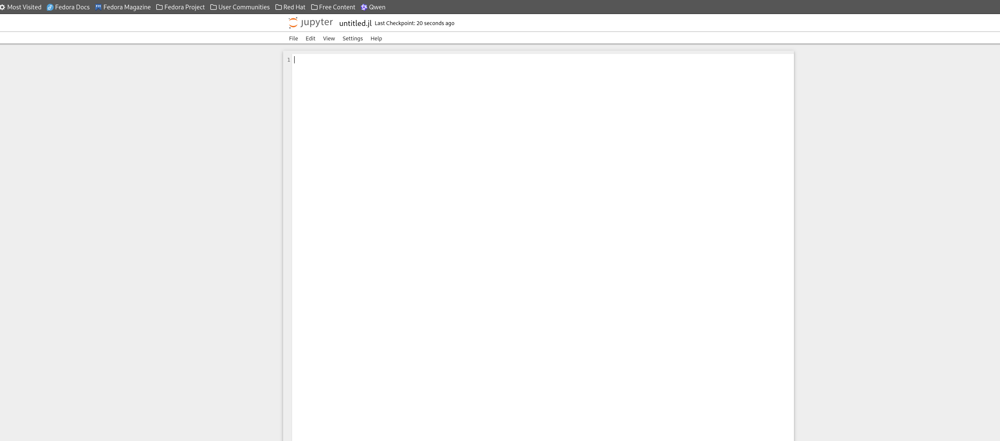 Most Visited Fedora Docs Fedora Magazine Fedora Project User Communities Red Hat Free Content Qwen
jupyter untitled.jl Last Checkpoint: 20 seconds ago
File Edit View Settings Help
1